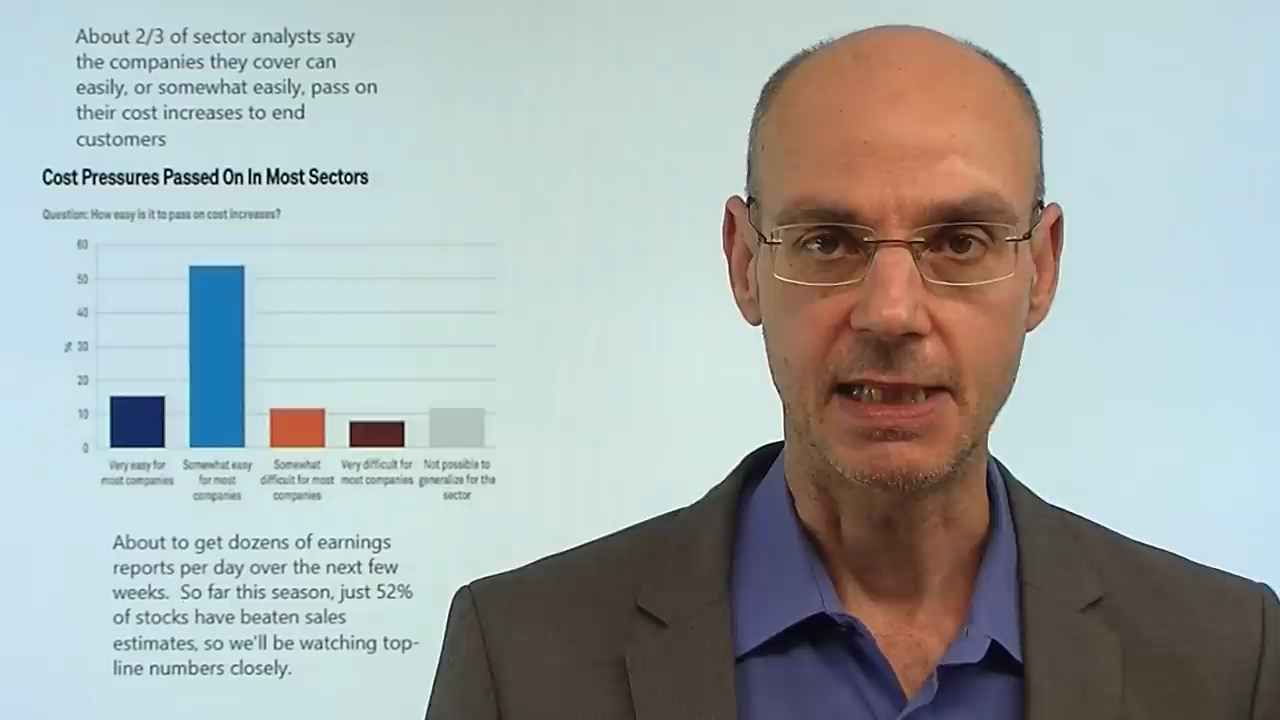 About 2/3 of sector analysts say
the companies they cover can
easily, or somewhat easily, pass on
their cost increases to end
customers
Cost Pressures Passed On In Most Sectors
Question: How easy is it to pass on cost increases?
60
50
40
%
30
20
10
0
Very easy for
most companies
Somewhat easy
for most
companies
Somewhat
difficult for most
companies
Very difficult for
most companies
Not possible to
generalize for the
sector
About to get dozens of earnings
reports per day over the next few
weeks. So far this season, just 52%
of stocks have beaten sales
estimates, so we'll be watching top-
line numbers closely.